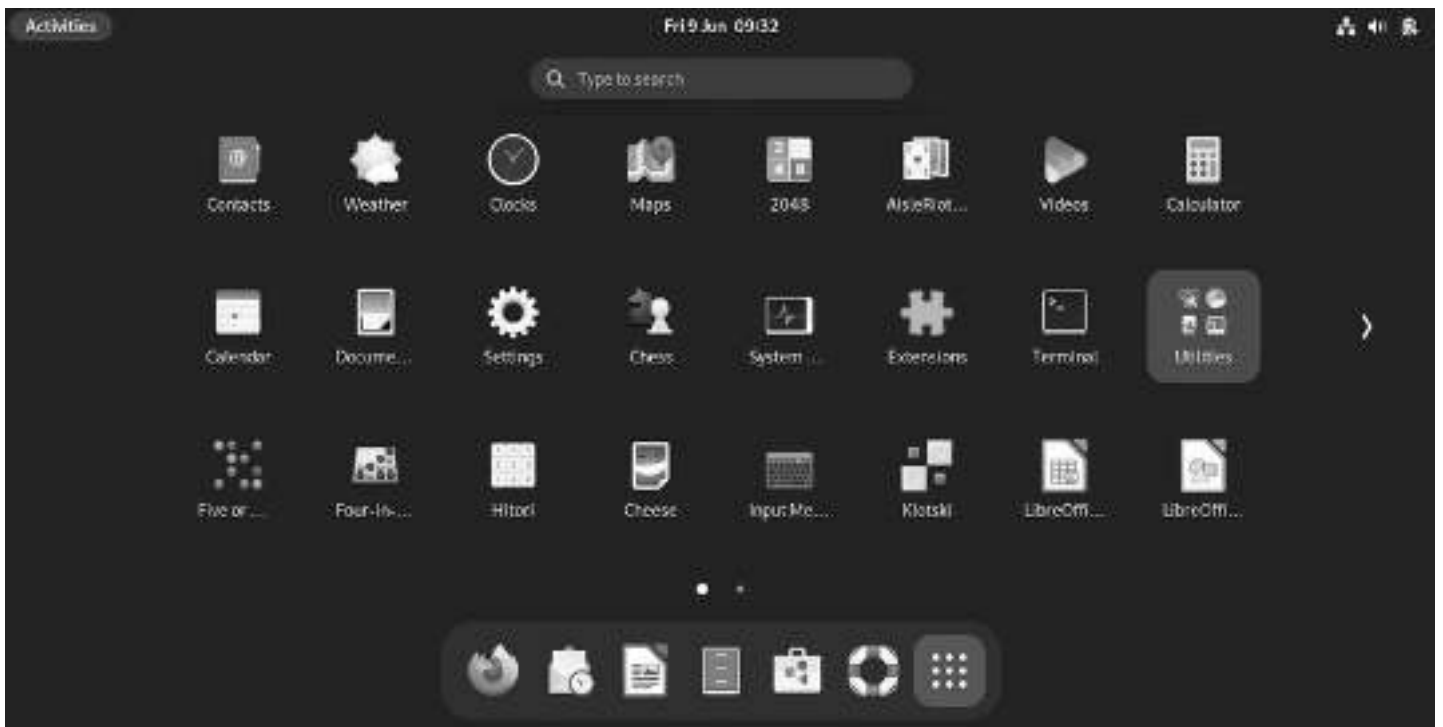 Activities
Fri 9 Jun 09:32
Type to search
Contacts
Weather
Clocks
Maps
2048
AisleRiot...
Videos
Calculator
Calendar
Docume...
Settings
Chess
System ...
Extensions
Terminal
Utilities
Five or ...
Four-in-...
Hitori
Cheese
Input Me...
Klotski
LibreOffi...
LibreOffi...